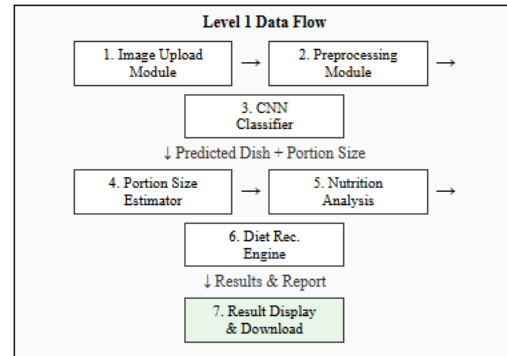 Level 1 Data Flow
1. Image Upload
Module
→
2. Preprocessing
Module
→
3. CNN
Classifier
↓ Predicted Dish + Portion Size
4. Portion Size
Estimator
→
5. Nutrition
Analysis
→
6. Diet Rec.
Engine
↓ Results & Report
7. Result Display
& Download